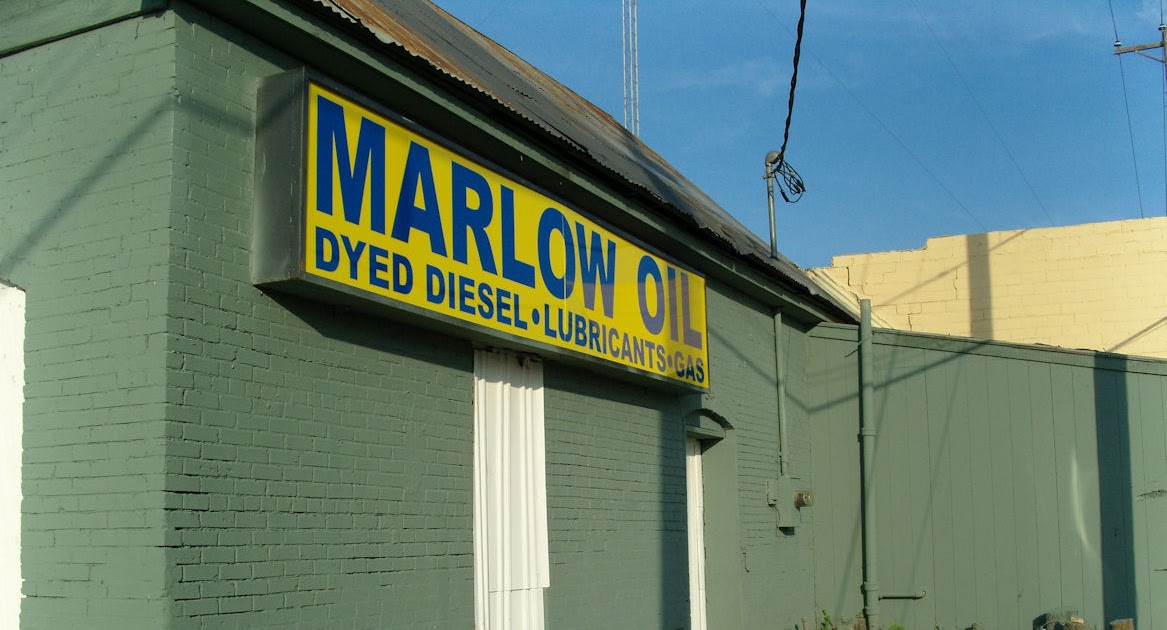 MARLOW OIL
DYED DIESEL • LUBRICANTS • GAS